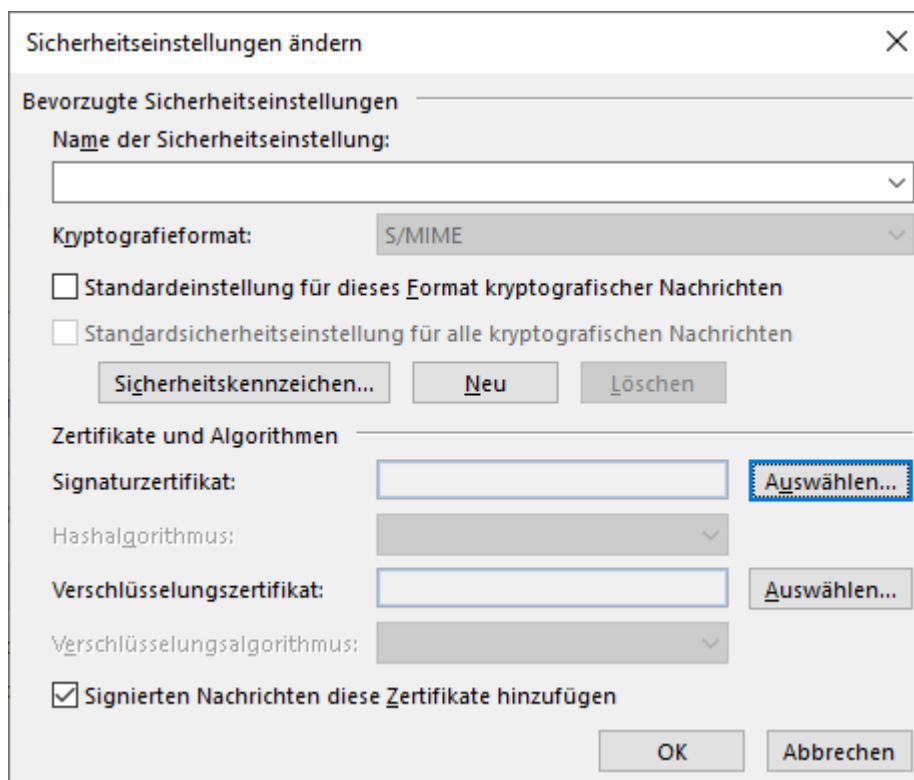 Sicherheitseinstellungen ändern
Bevorzugte Sicherheitseinstellungen
Name der Sicherheitseinstellung:
Kryptografieformat: S/MIME
Standardeinstellung für dieses Format kryptografischer Nachrichten
Standardsicherheitseinstellung für alle kryptografischen Nachrichten
Sicherheitskennzeichen... Neu Löschen
Zertifikate und Algorithmen
Signaturzertifikat: Auswählen...
Hashalgorithmus:
Verschlüsselungszertifikat: Auswählen...
Verschlüsselungsalgorithmus:
Signierten Nachrichten diese Zertifikate hinzufügen
OK Abbrechen